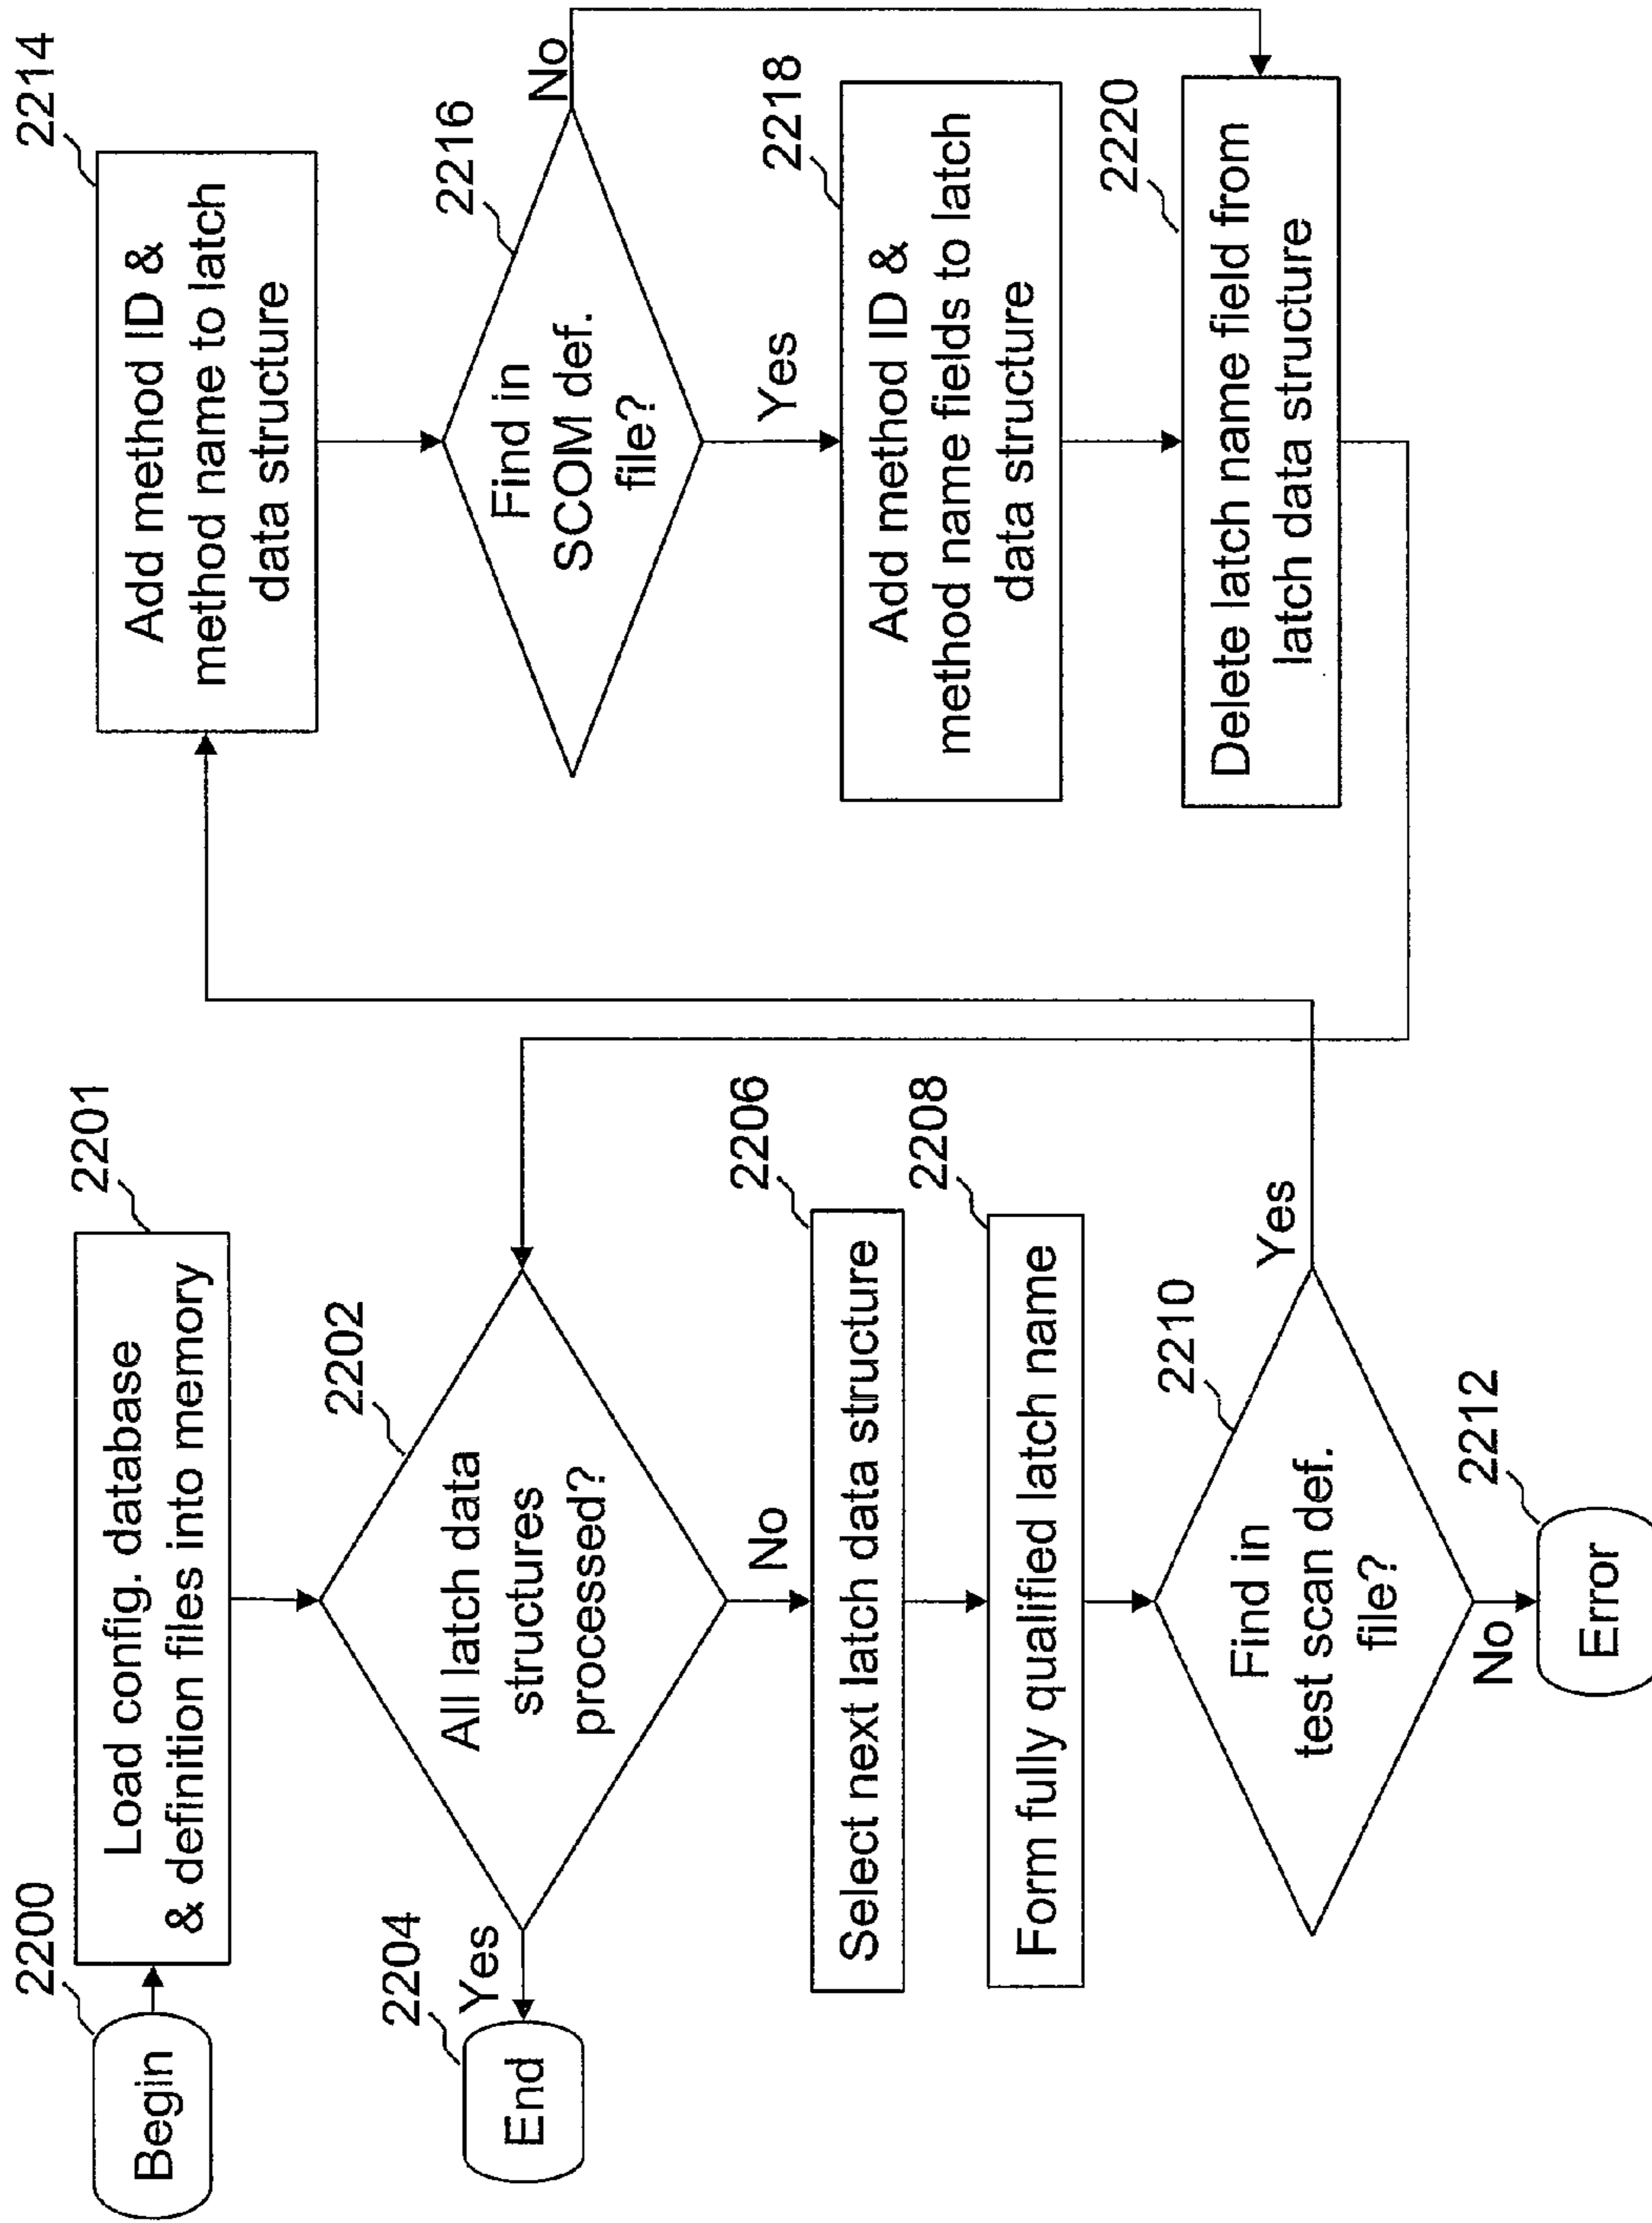 2200
Begin
2201
Load config. database
& definition files into memory
2202
All latch data
structures
processed?
Yes
2204
End
No
2206
Select next latch data structure
2208
Form fully qualified latch name
2210
Find in
test scan def.
file?
Yes
No
2212
Error
2214
Add method ID &
method name to latch
data structure
2216
Find in
SCOM def.
file?
No
Yes
2218
Add method ID &
method name fields to latch
data structure
2220
Delete latch name field from
latch data structure